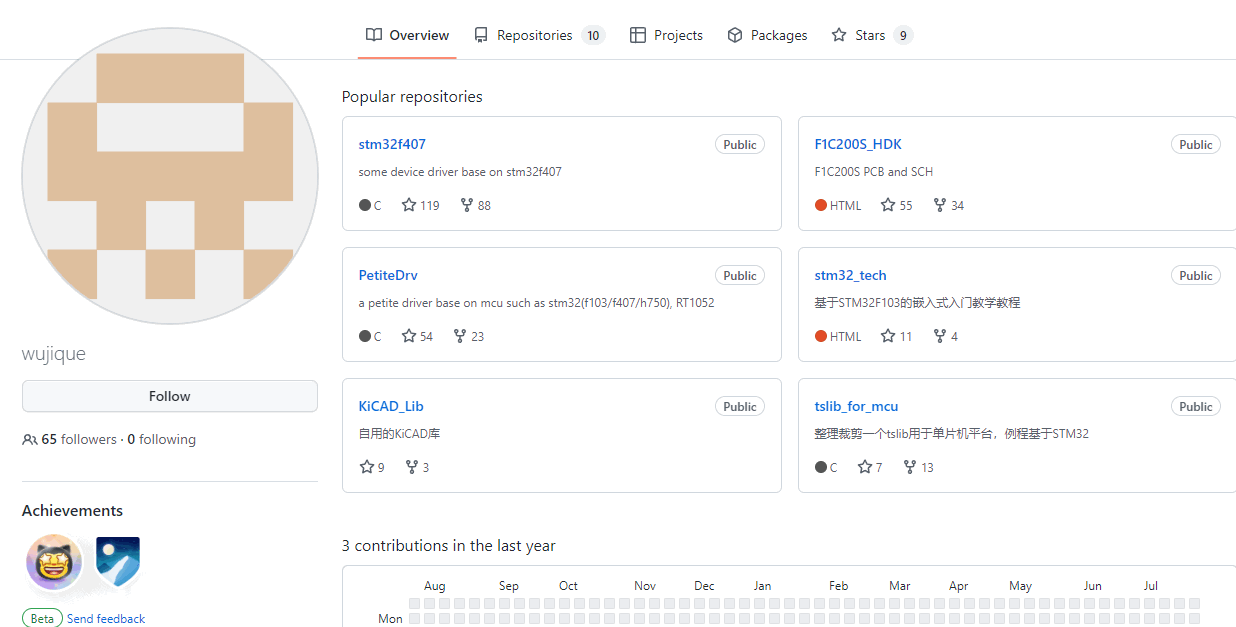 Overview
Repositories 10
Projects
Packages
Stars 9
wujique
Follow
65 followers · 0 following
Achievements
Beta Send feedback
Popular repositories
stm32f407 Public
some device driver base on stm32f407
C 119 88
F1C200S_HDK Public
F1C200S PCB and SCH
HTML 55 34
PetiteDrv Public
a petite driver base on mcu such as stm32(f103/f407/h750), RT1052
C 54 23
stm32_tech Public
基于STM32F103的嵌入式入门教学教程
HTML 11 4
KiCAD_Lib Public
自用的KiCAD库
9 3
tslib_for_mcu Public
整理裁剪一个tslib用于单片机平台，例程基于STM32
C 7 13
3 contributions in the last year
Aug Sep Oct Nov Dec Jan Feb Mar Apr May Jun Jul
Mon